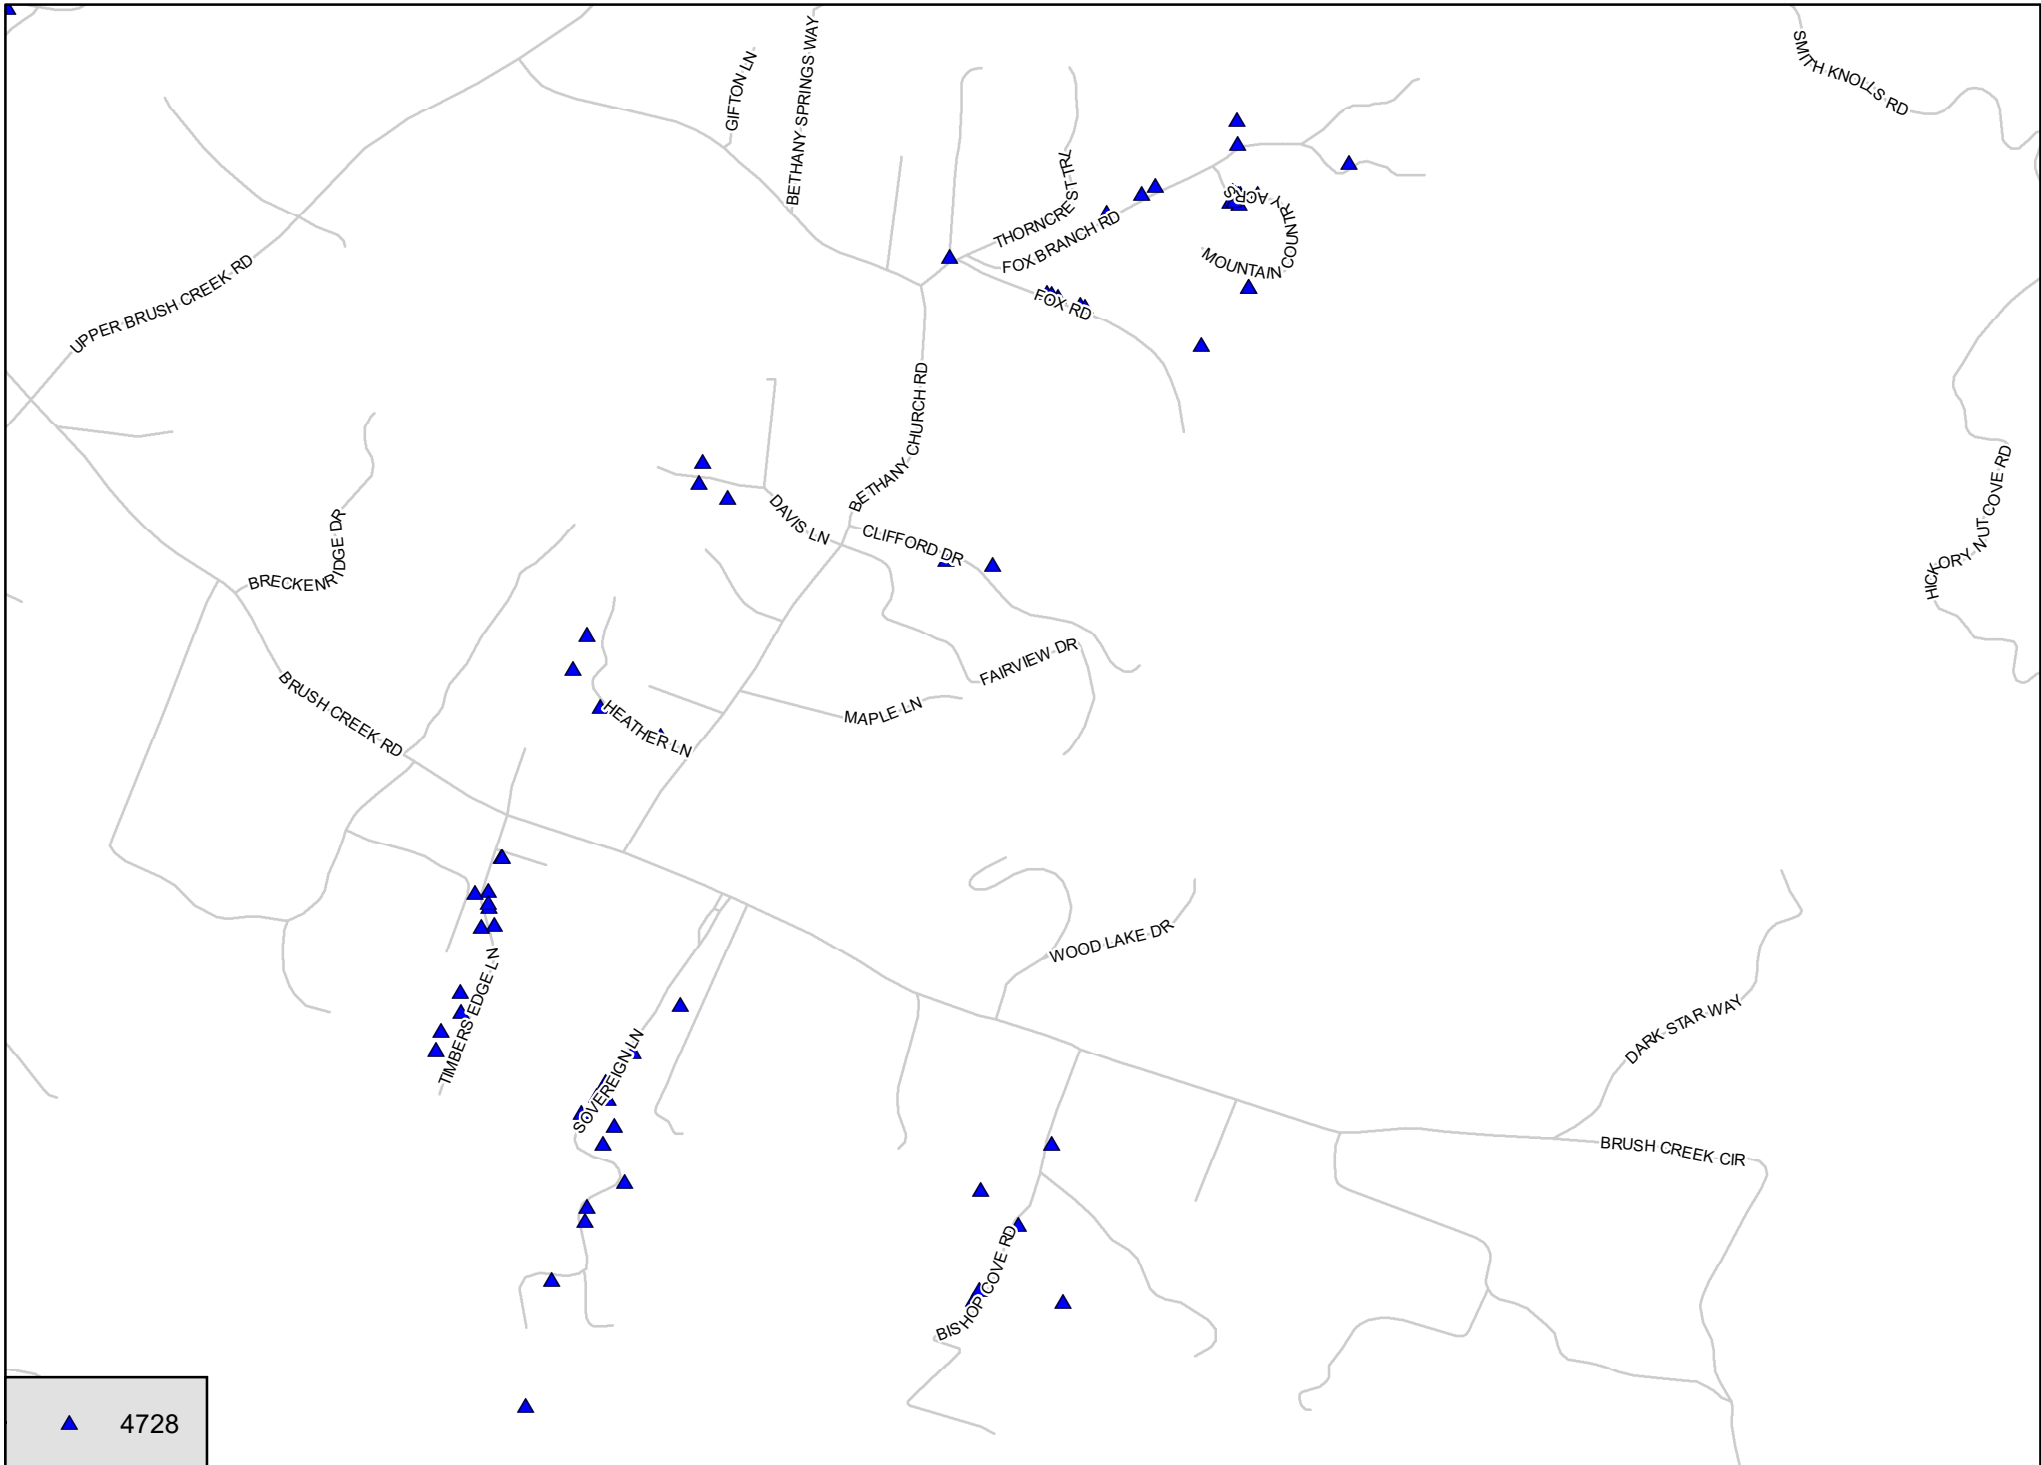 SMITH KNOLLS RD
GIFTON LN
BETHANY SPRINGS WAY
THORNCREST TRL
FOX BRANCH RD
MOUNTAIN COUNTRY ACRS
FOX RD
UPPER BRUSH CREEK RD
BETHANY CHURCH RD
HICKORY NUT COVE RD
DAVIS LN
CLIFFORD DR
BRECKENRIDGE DR
FAIRVIEW DR
MAPLE LN
HEATHER LN
BRUSH CREEK RD
WOOD LAKE DR
TIMBERS EDGE LN
SOVEREIGN LN
DARK STAR WAY
BRUSH CREEK CIR
BISHOP COVE RD
4728